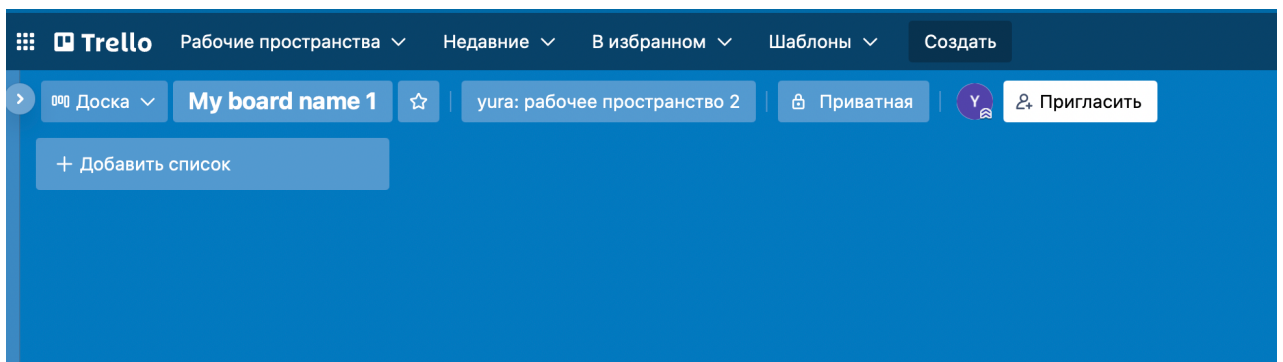 Trello Рабочие пространства Недавние В избранном Шаблоны Создать
Доска My board name 1 yura: рабочее пространство 2 Приватная Y Пригласить
+ Добавить список